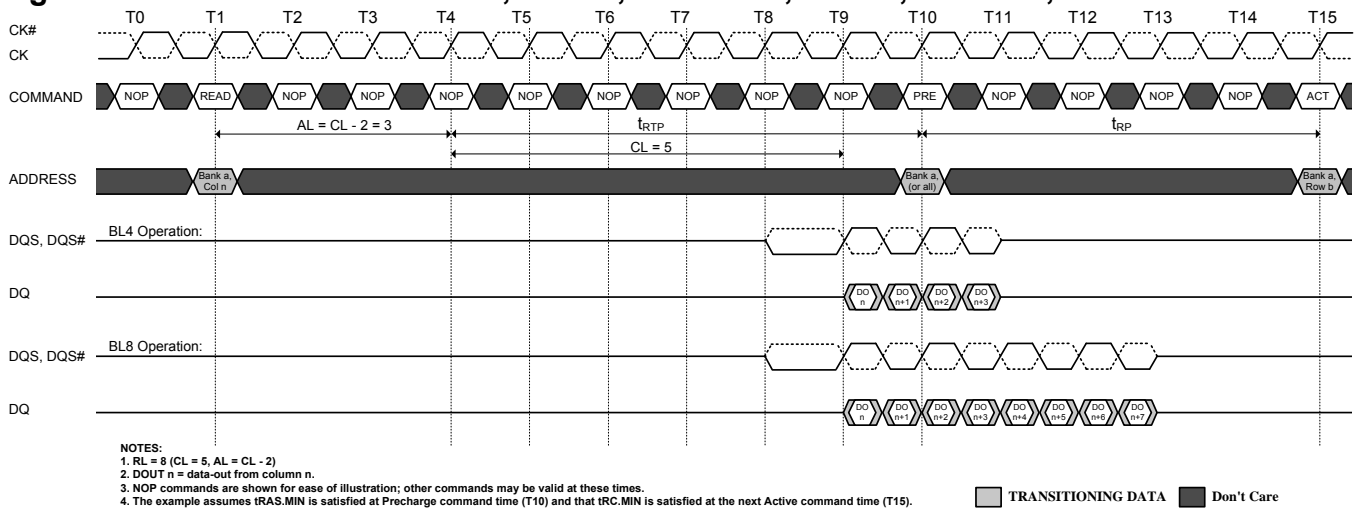 T0 T1 T2 T3 T4 T5 T6 T7 T8 T9 T10 T11 T12 T13 T14 T15
CK#
CK
COMMAND NOP READ NOP NOP NOP NOP NOP NOP NOP NOP PRE NOP NOP NOP NOP ACT
AL = CL - 2 = 3 tRTP tRP
CL = 5
ADDRESS Bank a, Col n Bank a, (or all) Bank a, Row b
BL4 Operation:
DQS, DQS#
DQ DO n DO n+1 DO n+2 DO n+3
BL8 Operation:
DQS, DQS#
DQ DO n DO n+1 DO n+2 DO n+3 DO n+4 DO n+5 DO n+6 DO n+7
NOTES:
1. RL = 8 (CL = 5, AL = CL - 2)
2. DOUT n = data-out from column n.
3. NOP commands are shown for ease of illustration; other commands may be valid at these times.
4. The example assumes tRAS.MIN is satisfied at Precharge command time (T10) and that tRC.MIN is satisfied at the next Active command time (T15).
TRANSITIONING DATA Don't Care